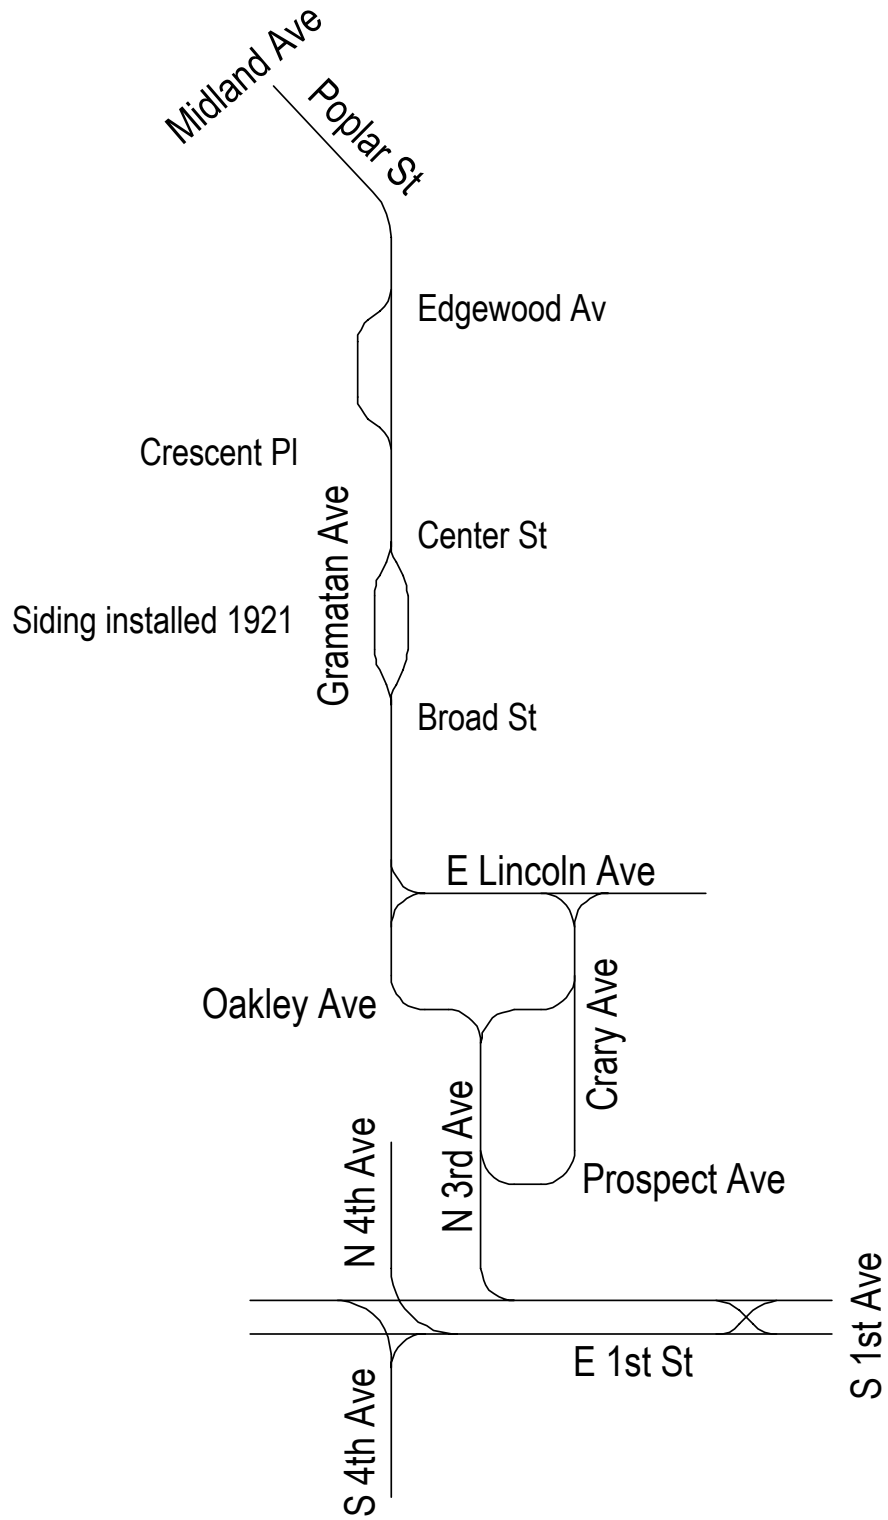 Midland Ave
Poplar St
Edgewood Av
Crescent Pl
Gramatan Ave
Center St
Siding installed 1921
Broad St
E Lincoln Ave
Oakley Ave
Crary Ave
N 3rd Ave
N 4th Ave
Prospect Ave
S 1st Ave
E 1st St
S 4th Ave